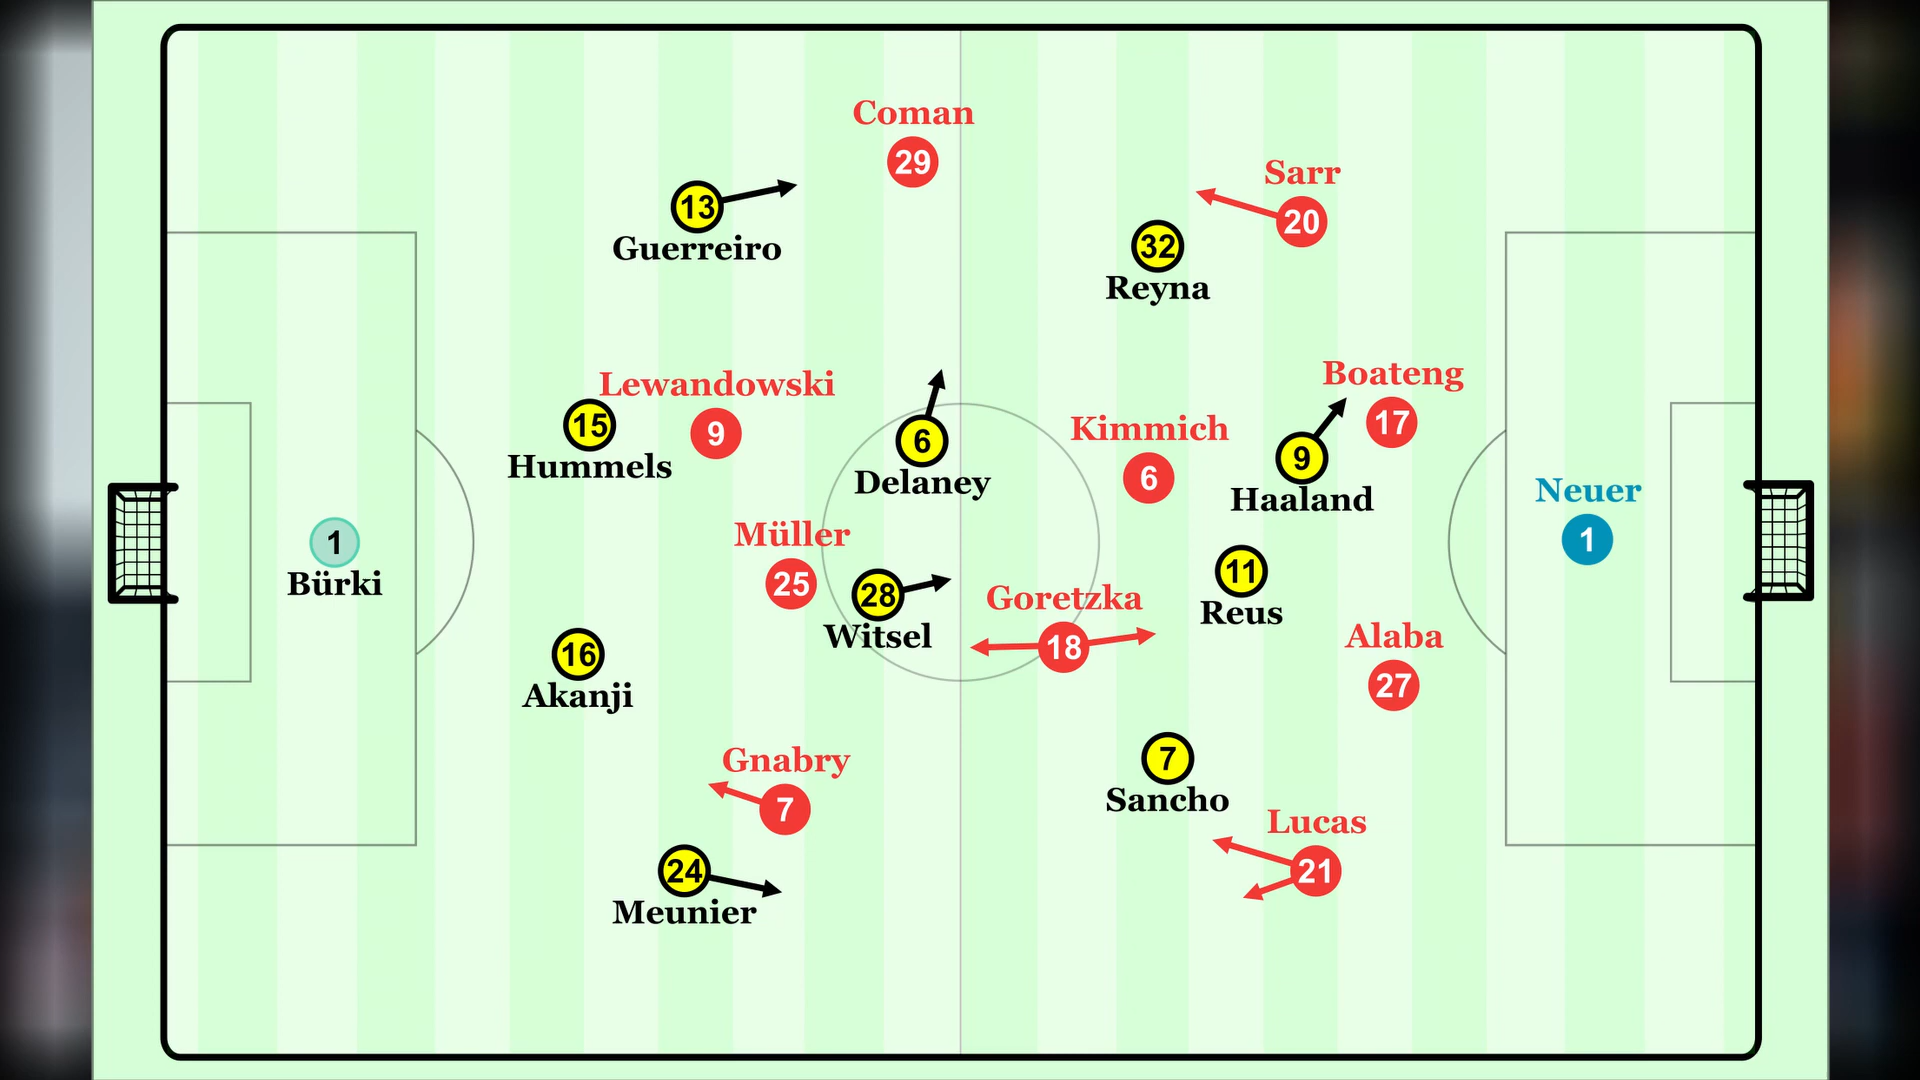 Coman
29
Sarr
20
13
Guerreiro
32
Reyna
Lewandowski
9
15
Hummels
6
Delaney
Kimmich
6
Boateng
17
9
Haaland
Neuer
1
1
Bürki
Müller
25
28
Witsel
Goretzka
18
11
Reus
Alaba
27
16
Akanji
Gnabry
7
7
Sancho
24
Meunier
Lucas
21